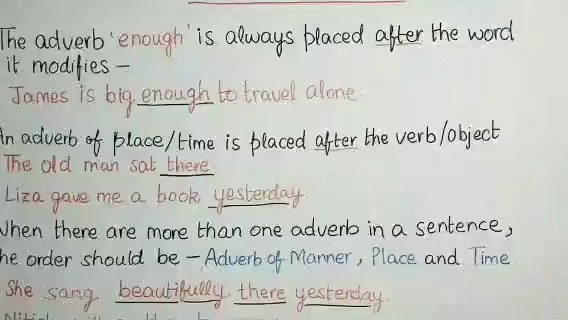 The adverb 'enough' is always placed after the word
it modifies –
James is big enough to travel alone.
An adverb of place/time is placed after the verb/object
The old man sat there
Liza gave me a book yesterday.
When there are more than one adverb in a sentence,
he order should be – Adverb of Manner, Place and Time
She sang beautifully there yesterday.